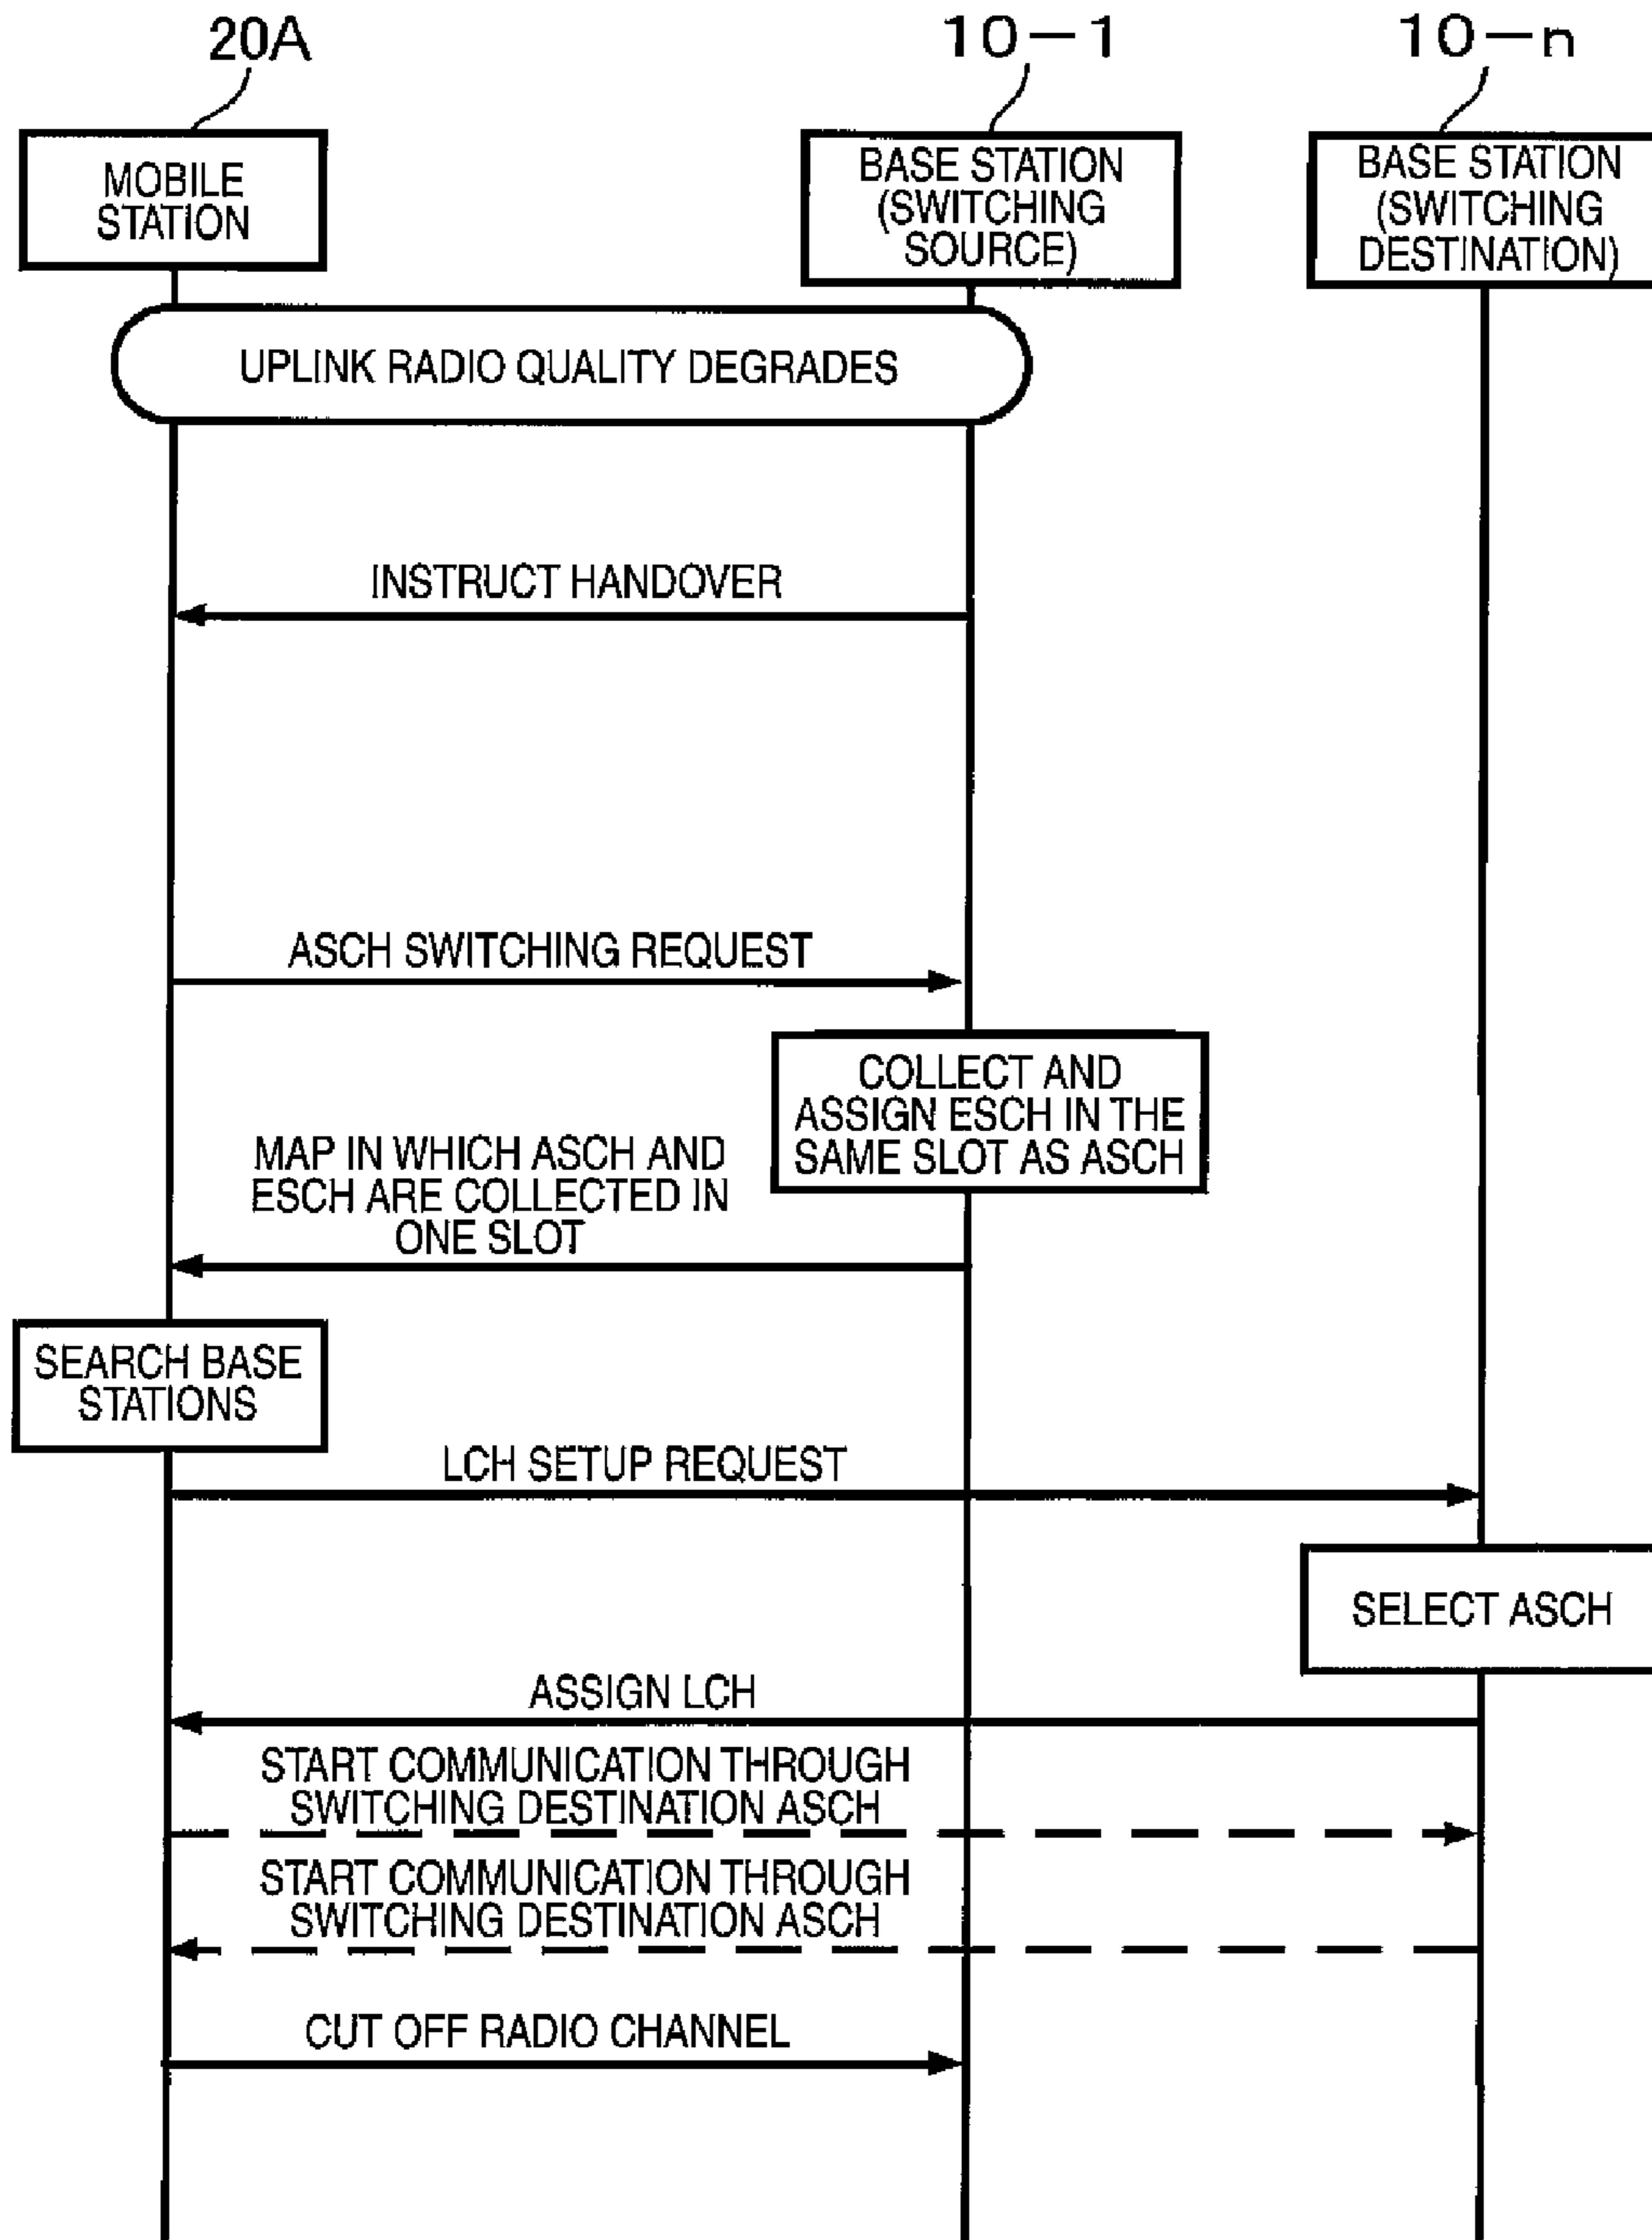 20A
10-1
10-n
MOBILE
STATION
BASE STATION
(SWITCHING
SOURCE)
BASE STATION
(SWITCHING
DESTINATION)
UPLINK RADIO QUALITY DEGRADES
INSTRUCT HANDOVER
ASCH SWITCHING REQUEST
COLLECT AND
ASSIGN ESCH IN THE
SAME SLOT AS ASCH
MAP IN WHICH ASCH AND
ESCH ARE COLLECTED IN
ONE SLOT
SEARCH BASE
STATIONS
LCH SETUP REQUEST
SELECT ASCH
ASSIGN LCH
START COMMUNICATION THROUGH
SWITCHING DESTINATION ASCH
START COMMUNICATION THROUGH
SWITCHING DESTINATION ASCH
CUT OFF RADIO CHANNEL